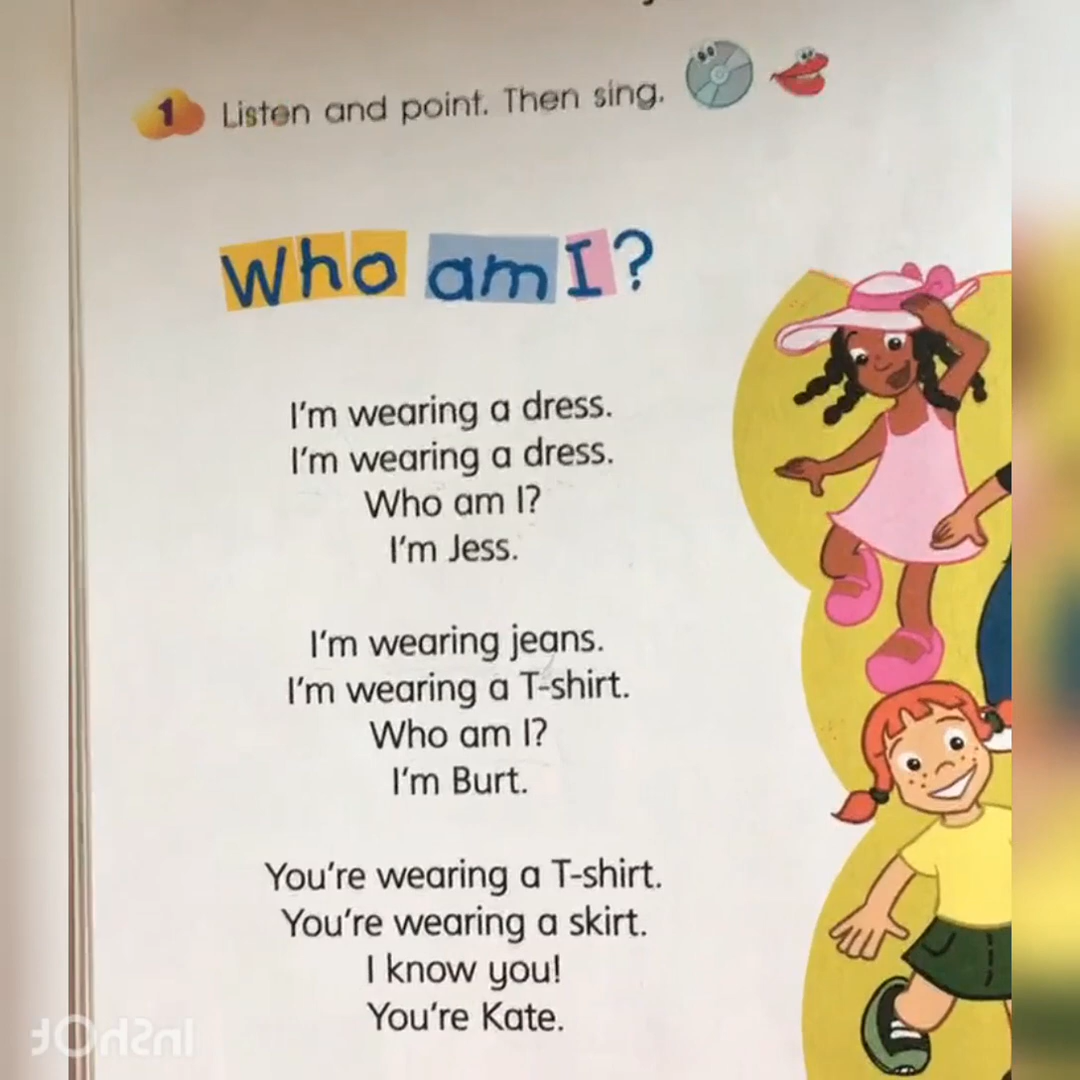 1 Listen and point. Then sing.
Who am I?
I'm wearing a dress.
I'm wearing a dress.
Who am I?
I'm Jess.
I'm wearing jeans.
I'm wearing a T-shirt.
Who am I?
I'm Burt.
You're wearing a T-shirt.
You're wearing a skirt.
I know you!
You're Kate.
InShOt